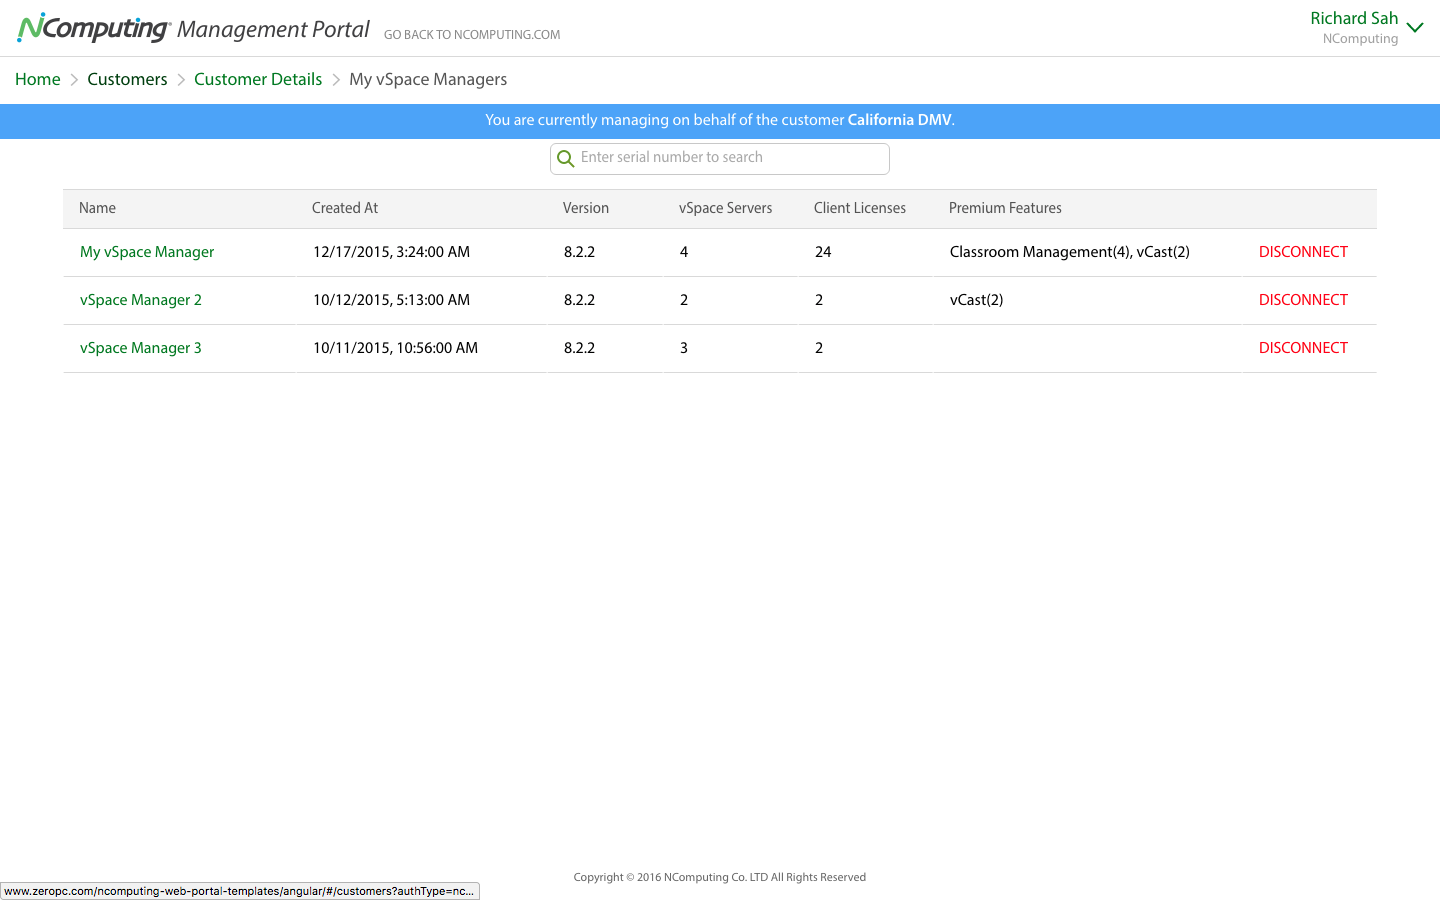 NComputing® Management Portal GO BACK TO NCOMPUTING.COM
Richard Sah
NComputing
Home Customers Customer Details My vSpace Managers
You are currently managing on behalf of the customer California DMV.
Enter serial number to search
Name Created At Version vSpace Servers Client Licenses Premium Features
My vSpace Manager 12/17/2015, 3:24:00 AM 8.2.2 4 24 Classroom Management(4), vCast(2) DISCONNECT
vSpace Manager 2 10/12/2015, 5:13:00 AM 8.2.2 2 2 vCast(2) DISCONNECT
vSpace Manager 3 10/11/2015, 10:56:00 AM 8.2.2 3 2 DISCONNECT
Copyright © 2016 NComputing Co. LTD All Rights Reserved
www.zeropc.com/ncomputing-web-portal-templates/angular/#/customers?authType=nc...